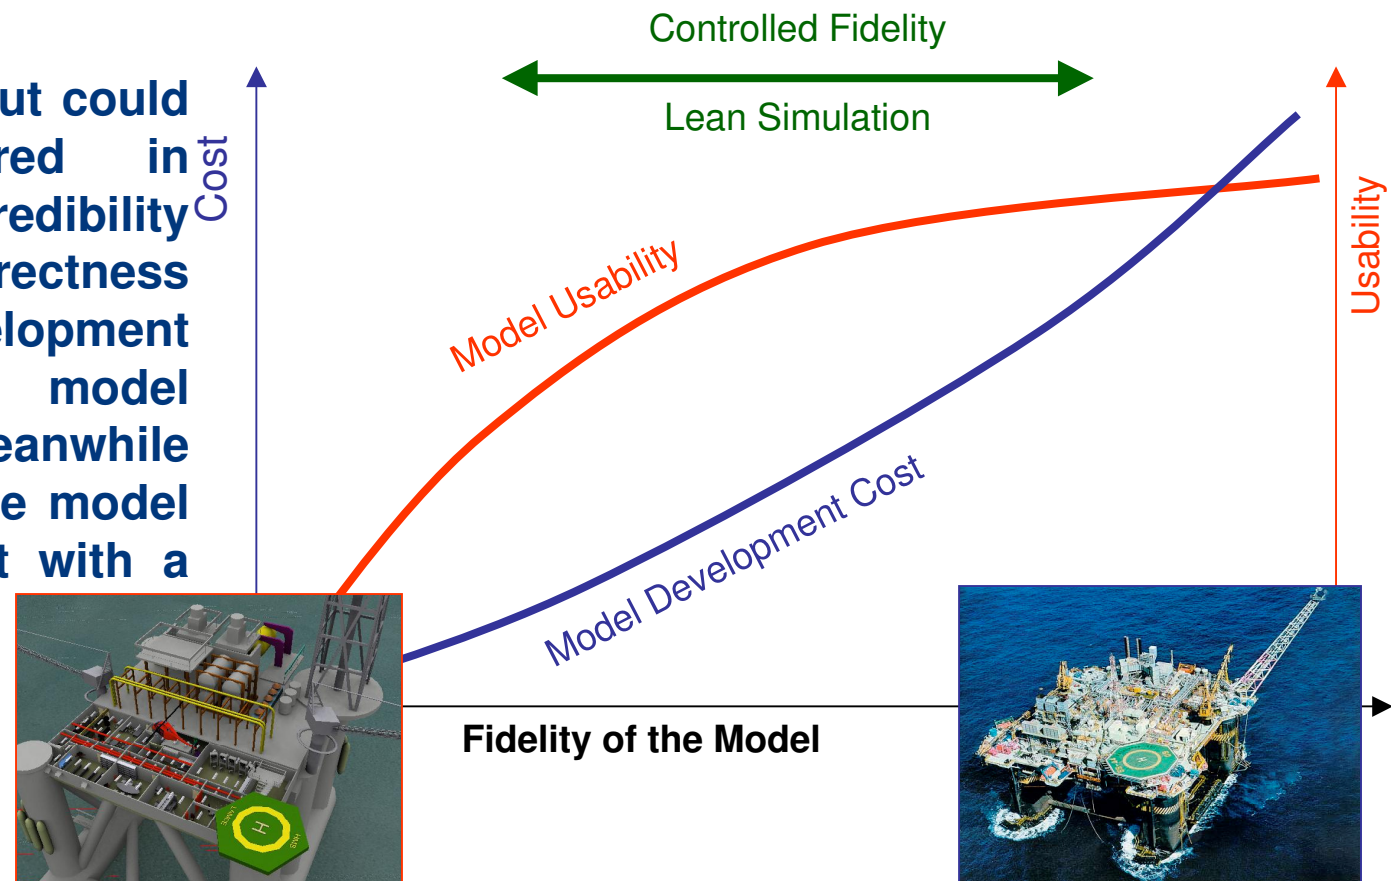 Controlled Fidelity
Lean Simulation
ut could
red in
redibility
rectness
elopment
model
eanwhile
e model
t with a
Cost
Usability
Model Usability
Model Development Cost
Fidelity of the Model
H
H